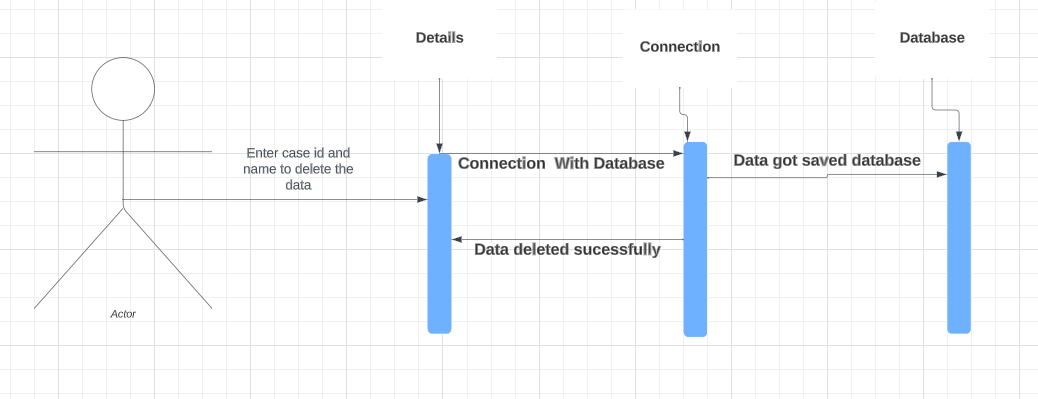 Details
Connection
Database
Enter case id and
name to delete the
data
Connection With Database
Data got saved database
Data deleted sucessfully
Actor